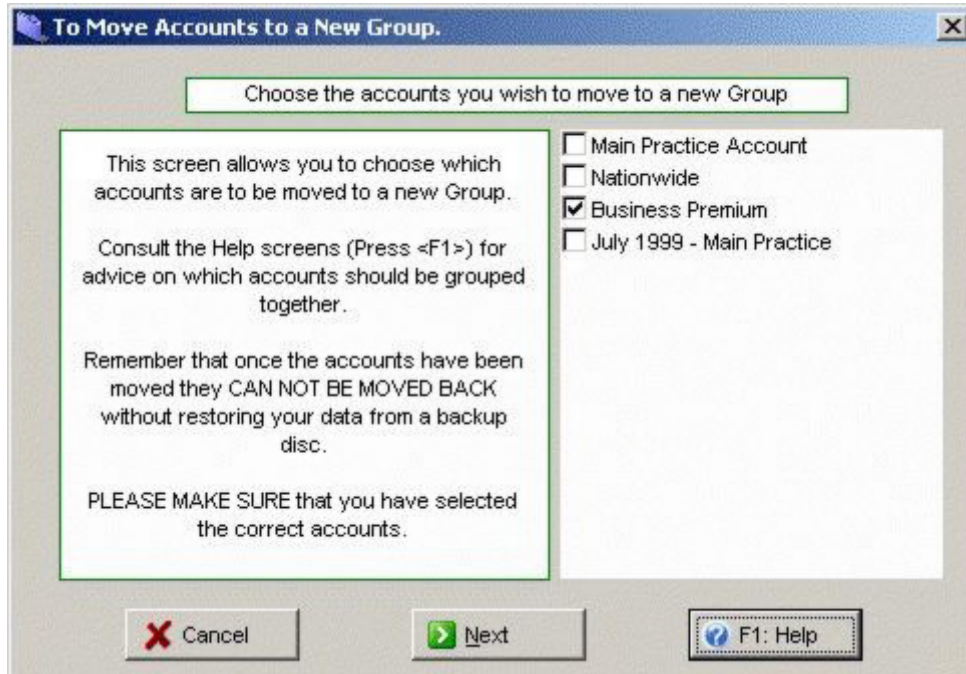 To Move Accounts to a New Group.
Choose the accounts you wish to move to a new Group
This screen allows you to choose which
accounts are to be moved to a new Group.
Consult the Help screens (Press <F1>) for
advice on which accounts should be grouped
together.
Remember that once the accounts have been
moved they CAN NOT BE MOVED BACK
without restoring your data from a backup
disc.
PLEASE MAKE SURE that you have selected
the correct accounts.
Main Practice Account
Nationwide
Business Premium
July 1999 - Main Practice
Cancel
Next
F1: Help